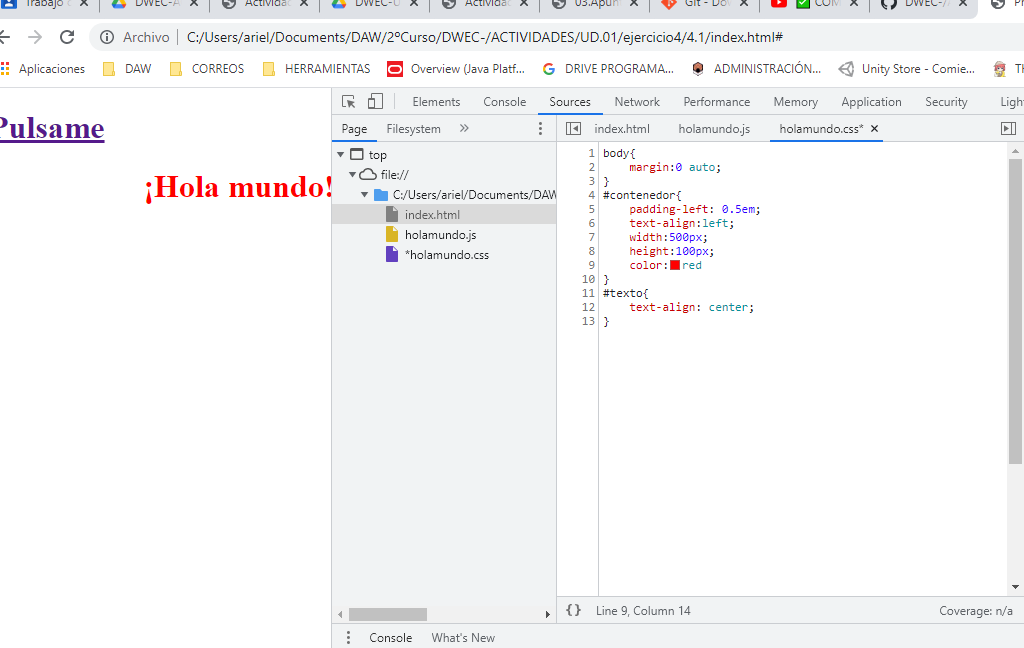 Trabajo
DWEC-A
Actividad
DWEC-U
Actividad
03.Apun
Git - Dow
COM
DWEC-/
Archivo C:/Users/ariel/Documents/DAW/2ºCurso/DWEC-/ACTIVIDADES/UD.01/ejercicio4/4.1/index.html#
Aplicaciones DAW CORREOS HERRAMIENTAS Overview (Java Platf... DRIVE PROGRAMA... ADMINISTRACIÓN... Unity Store - Comie... TH
Pulsame
¡Hola mundo!
Elements Console Sources Network Performance Memory Application Security Ligh
Page Filesystem »
top
file://
C:/Users/ariel/Documents/DAW
index.html
holamundo.js
*holamundo.css
index.html holamundo.js holamundo.css* ×
1 body{
2 margin:0 auto;
3 }
4 #contenedor{
5 padding-left: 0.5em;
6 text-align:left;
7 width:500px;
8 height:100px;
9 color:red
10 }
11 #texto{
12 text-align: center;
13 }
{} Line 9, Column 14 Coverage: n/a
Console What's New